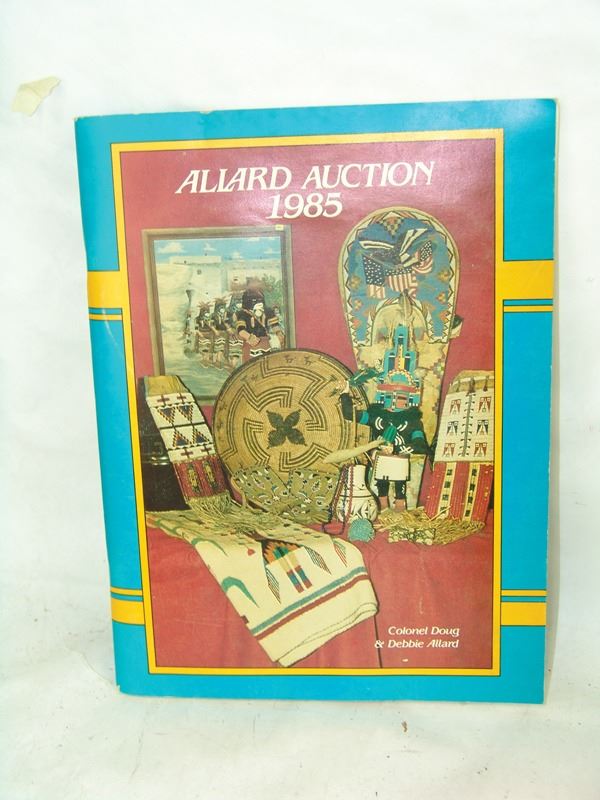 ALLARD AUCTION
1985
Colonel Doug
& Debbie Allard